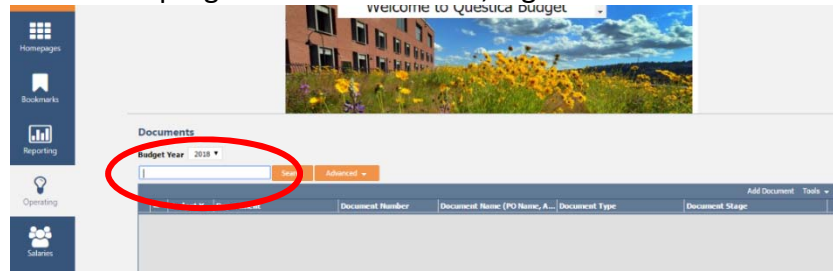 Welcome to Questica Budget
Homepages
Bookmarks
Reporting
Operating
Salaries
Documents
Budget Year 2018
Advanced
Add Document Tools
Document Number Document Name (PO Name, A... Document Type Document Stage